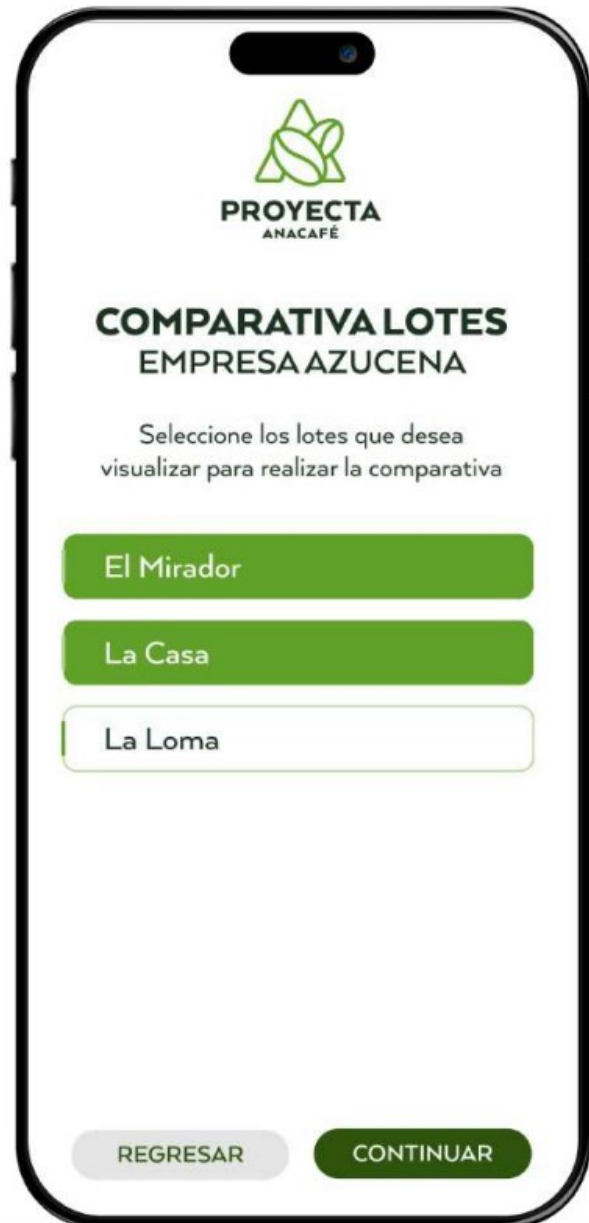 PROYECTA
ANACAFÉ
COMPARATIVA LOTES
EMPRESA AZUCENA
Seleccione los lotes que desea
visualizar para realizar la comparativa
El Mirador
La Casa
La Loma
REGRESAR
CONTINUAR